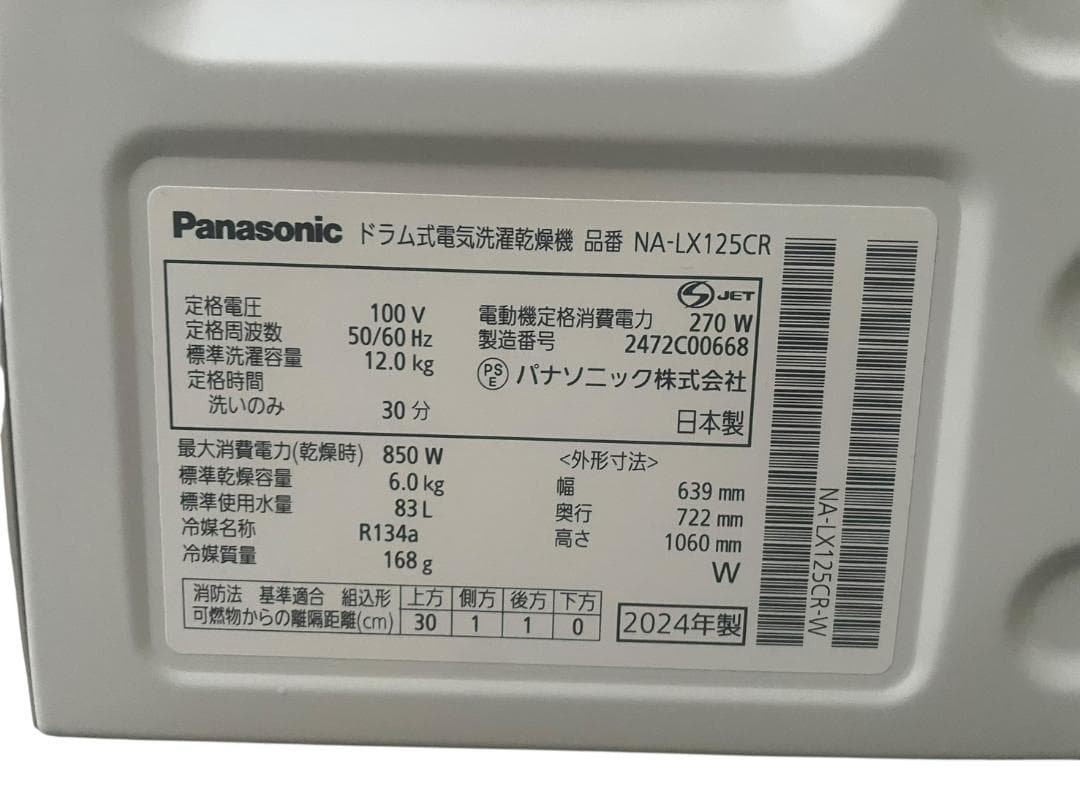 Panasonic ドラム式電気洗濯乾燥機 品番 NA-LX125CR
S JET
定格電圧 100 V
定格周波数 50/60 Hz
標準洗濯容量 12.0 kg
定格時間
洗いのみ 30 分
電動機定格消費電力 270 W
製造番号 2472C00668
PSE パナソニック株式会社
日本製
最大消費電力(乾燥時) 850 W
標準乾燥容量 6.0 kg
標準使用水量 83 L
冷媒名称 R134a
冷媒質量 168 g
<外形寸法>
幅 639 mm
奥行 722 mm
高さ 1060 mm
W
消防法 基準適合 組込形 上方 側方 後方 下方
可燃物からの離隔距離(cm) 30 1 1 0
2024年製
NA-LX125CR-W